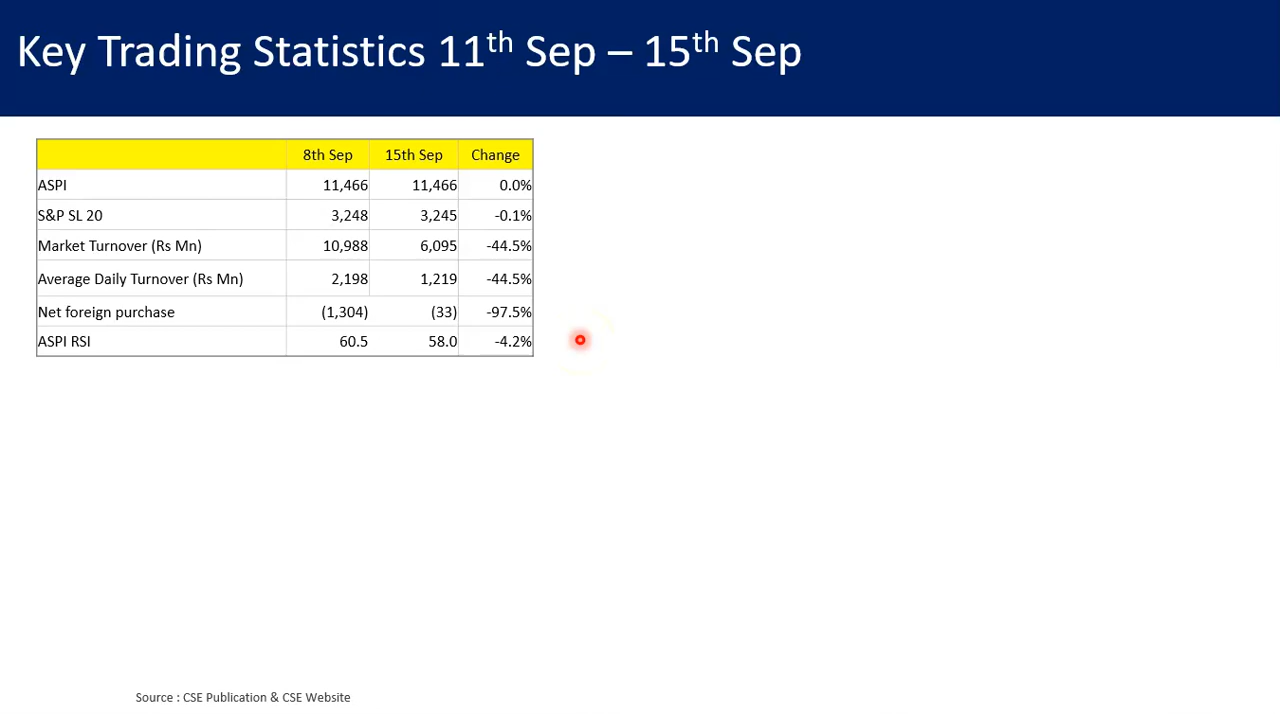 Key Trading Statistics 11th Sep – 15th Sep
8th Sep 15th Sep Change
ASPI 11,466 11,466 0.0%
S&P SL 20 3,248 3,245 -0.1%
Market Turnover (Rs Mn) 10,988 6,095 -44.5%
Average Daily Turnover (Rs Mn) 2,198 1,219 -44.5%
Net foreign purchase (1,304) (33) -97.5%
ASPI RSI 60.5 58.0 -4.2%
Source : CSE Publication & CSE Website